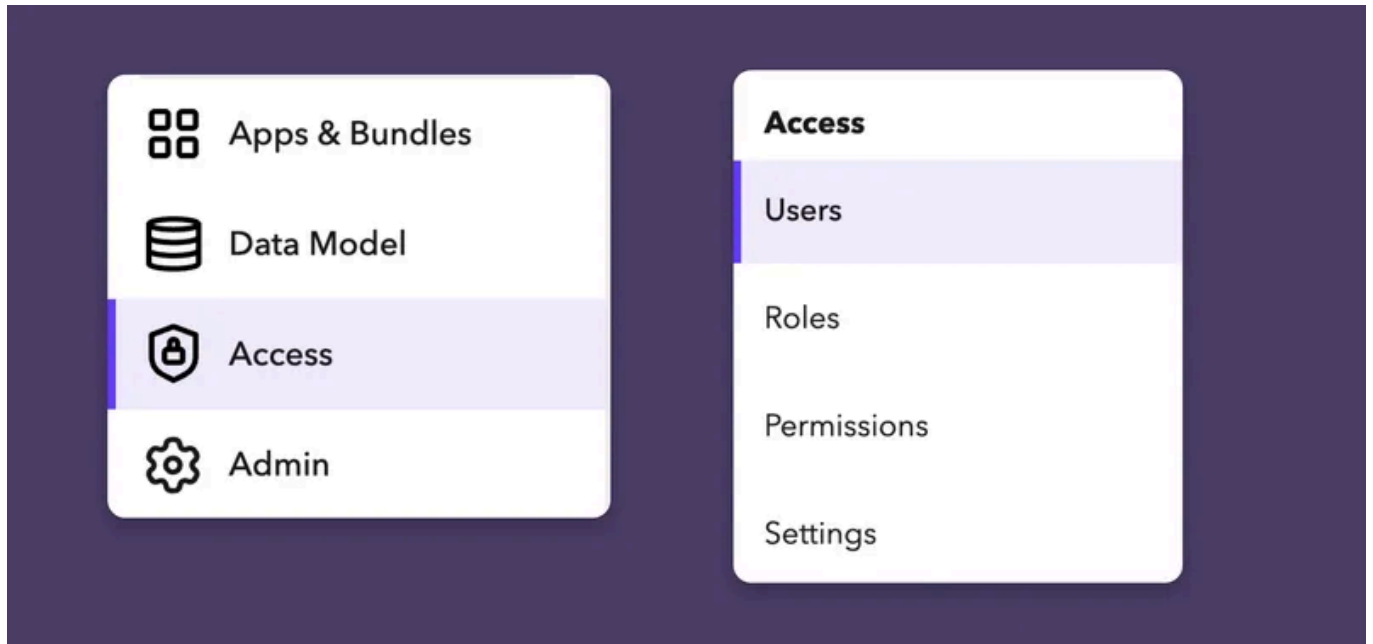 Apps & Bundles
Data Model
Access
Admin
Access
Users
Roles
Permissions
Settings